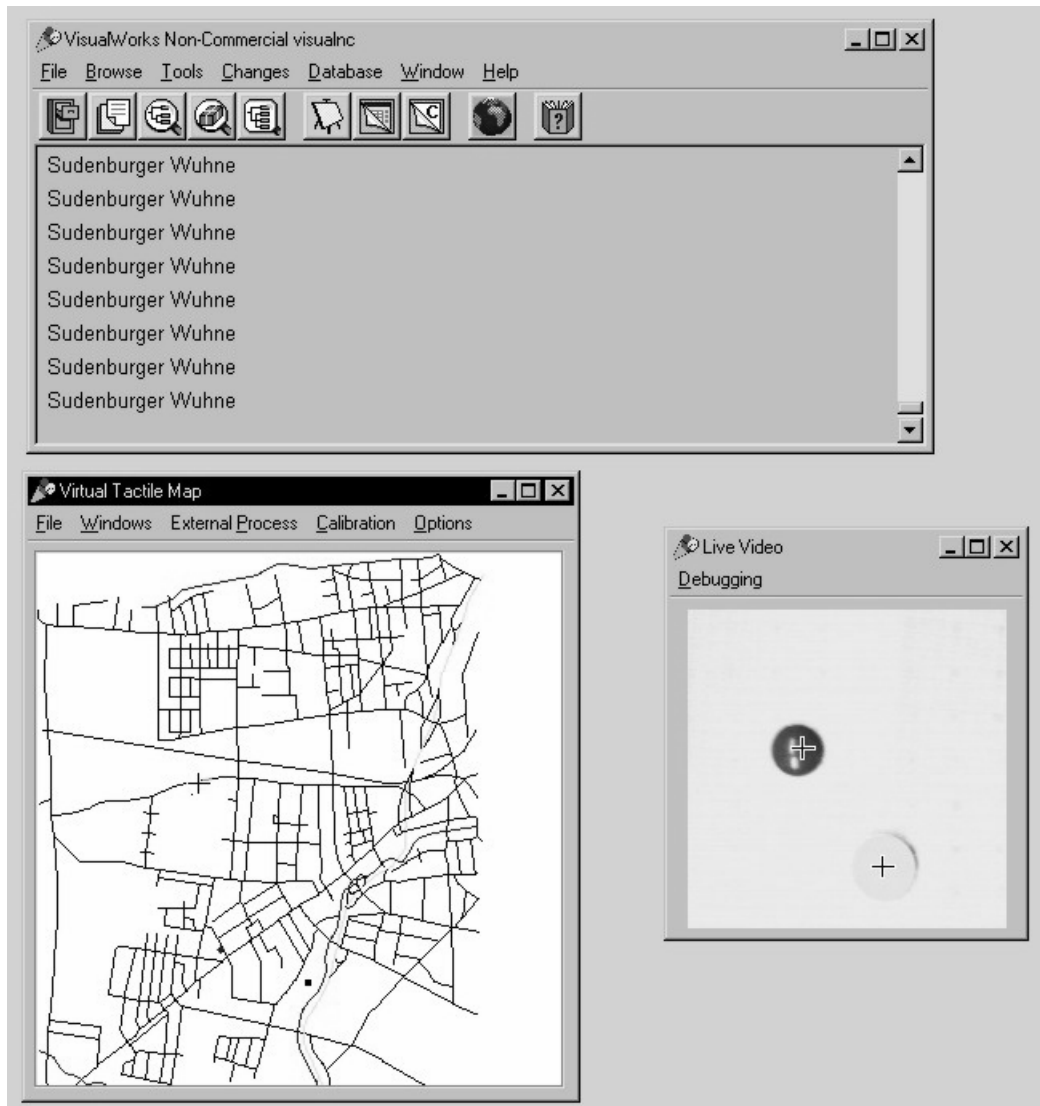 VisualWorks Non-Commercial visualnc
File Browse Tools Changes Database Window Help
C ?
Sudenburger Wuhne
Sudenburger Wuhne
Sudenburger Wuhne
Sudenburger Wuhne
Sudenburger Wuhne
Sudenburger Wuhne
Sudenburger Wuhne
Sudenburger Wuhne
Virtual Tactile Map
File Windows External Process Calibration Options
Live Video
Debugging